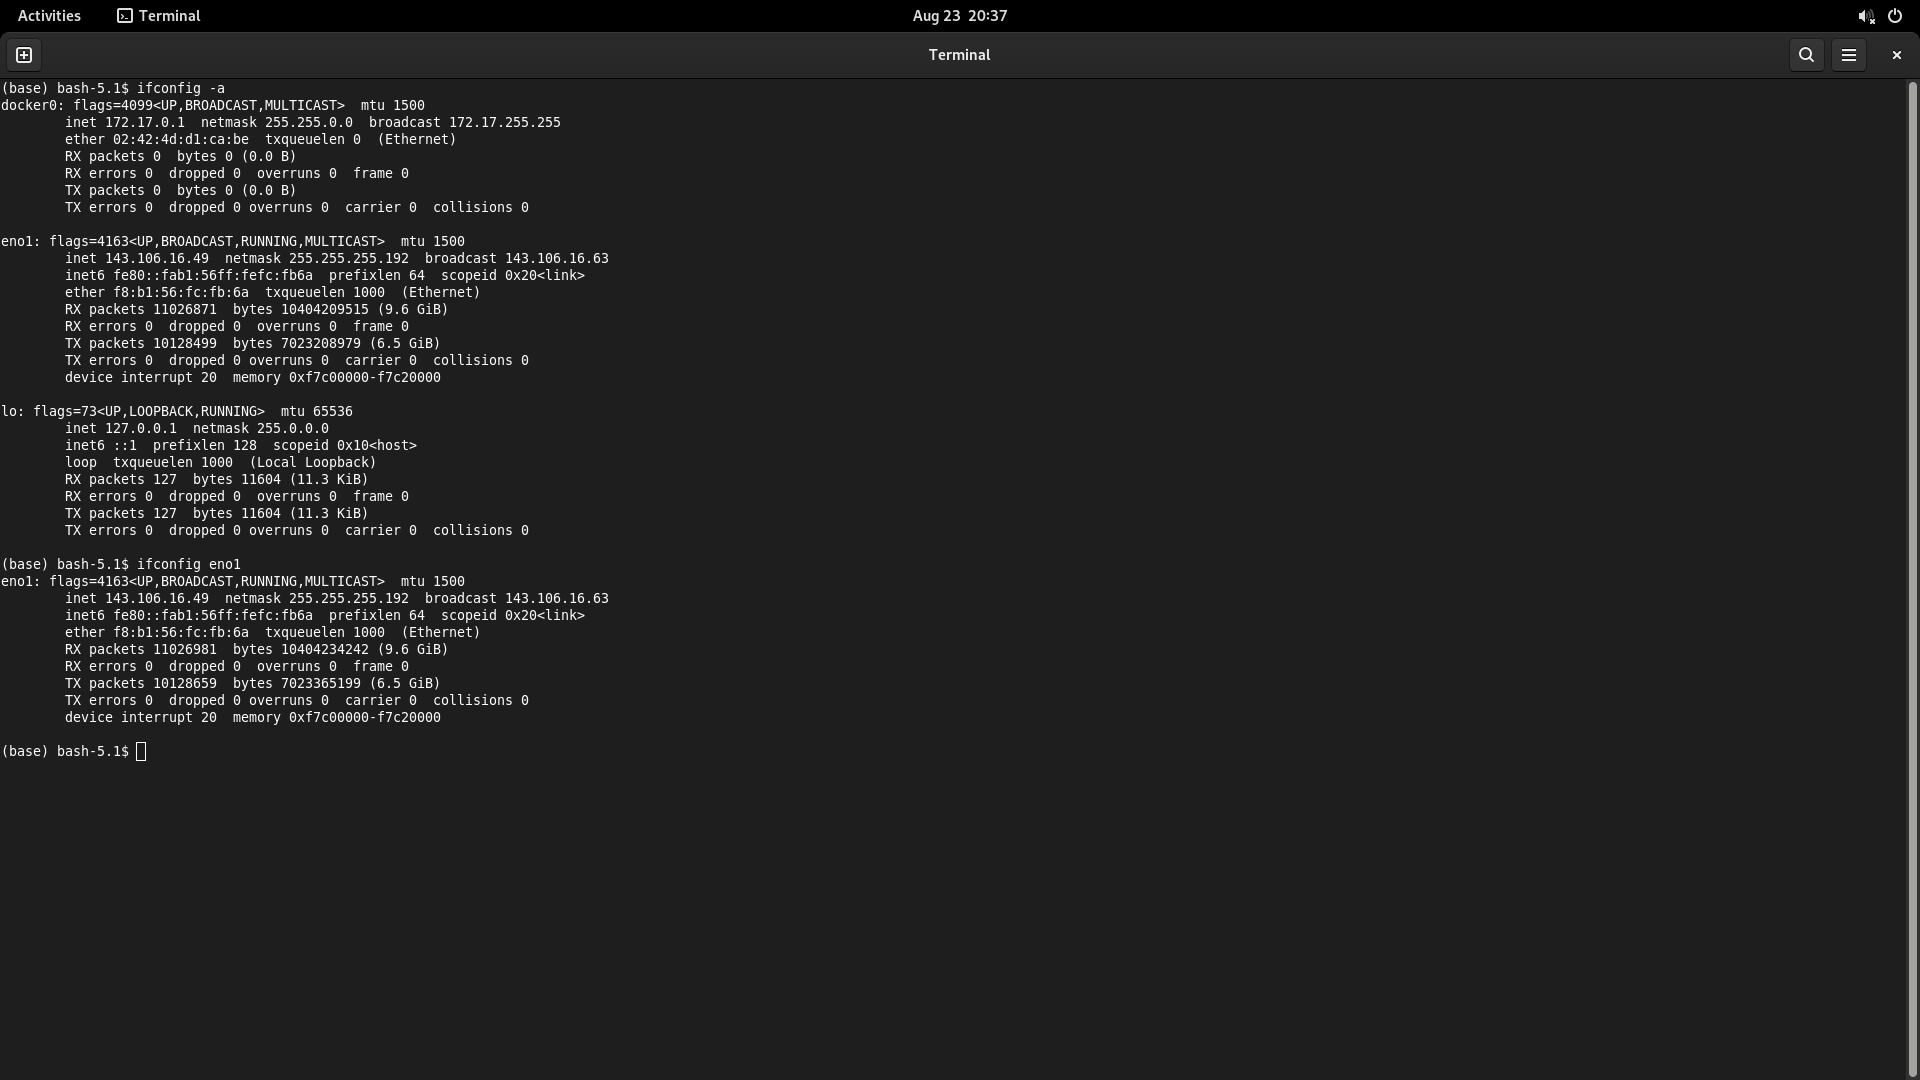 Activities
Terminal
Aug 23 20:37
Terminal
(base) bash-5.1$ ifconfig -a
docker0: flags=4099<UP,BROADCAST,MULTICAST>  mtu 1500
        inet 172.17.0.1  netmask 255.255.0.0  broadcast 172.17.255.255
        ether 02:42:4d:d1:ca:be  txqueuelen 0  (Ethernet)
        RX packets 0  bytes 0 (0.0 B)
        RX errors 0  dropped 0  overruns 0  frame 0
        TX packets 0  bytes 0 (0.0 B)
        TX errors 0  dropped 0 overruns 0  carrier 0  collisions 0

eno1: flags=4163<UP,BROADCAST,RUNNING,MULTICAST>  mtu 1500
        inet 143.106.16.49  netmask 255.255.255.192  broadcast 143.106.16.63
        inet6 fe80::fab1:56ff:fefc:fb6a  prefixlen 64  scopeid 0x20<link>
        ether f8:b1:56:fc:fb:6a  txqueuelen 1000  (Ethernet)
        RX packets 11026871  bytes 10404209515 (9.6 GiB)
        RX errors 0  dropped 0  overruns 0  frame 0
        TX packets 10128499  bytes 7023208979 (6.5 GiB)
        TX errors 0  dropped 0 overruns 0  carrier 0  collisions 0
        device interrupt 20  memory 0xf7c00000-f7c20000

lo: flags=73<UP,LOOPBACK,RUNNING>  mtu 65536
        inet 127.0.0.1  netmask 255.0.0.0
        inet6 ::1  prefixlen 128  scopeid 0x10<host>
        loop  txqueuelen 1000  (Local Loopback)
        RX packets 127  bytes 11604 (11.3 KiB)
        RX errors 0  dropped 0  overruns 0  frame 0
        TX packets 127  bytes 11604 (11.3 KiB)
        TX errors 0  dropped 0 overruns 0  carrier 0  collisions 0

(base) bash-5.1$ ifconfig eno1
eno1: flags=4163<UP,BROADCAST,RUNNING,MULTICAST>  mtu 1500
        inet 143.106.16.49  netmask 255.255.255.192  broadcast 143.106.16.63
        inet6 fe80::fab1:56ff:fefc:fb6a  prefixlen 64  scopeid 0x20<link>
        ether f8:b1:56:fc:fb:6a  txqueuelen 1000  (Ethernet)
        RX packets 11026981  bytes 10404234242 (9.6 GiB)
        RX errors 0  dropped 0  overruns 0  frame 0
        TX packets 10128659  bytes 7023365199 (6.5 GiB)
        TX errors 0  dropped 0 overruns 0  carrier 0  collisions 0
        device interrupt 20  memory 0xf7c00000-f7c20000

(base) bash-5.1$